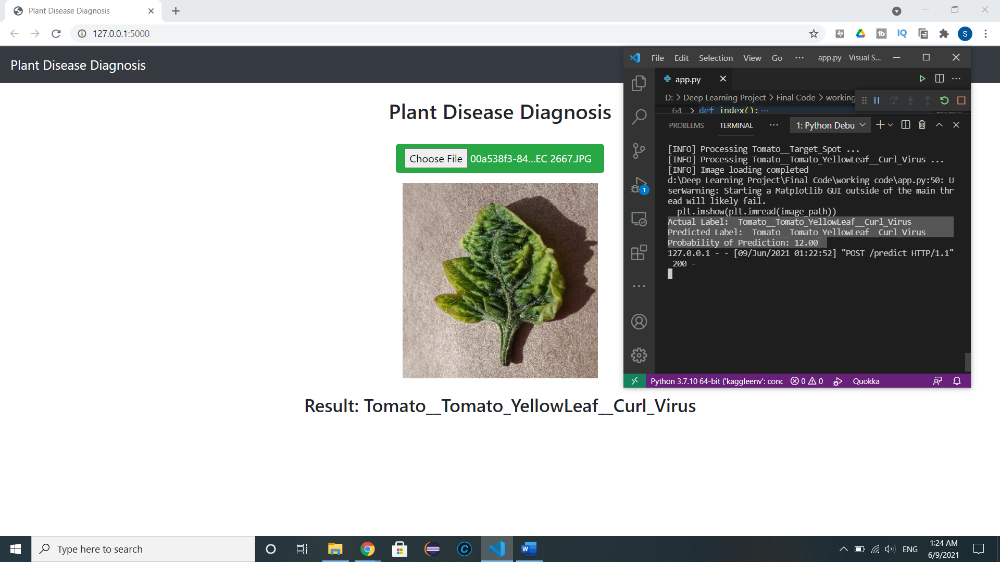 Plant Disease Diagnosis
127.0.0.1:5000
S
Plant Disease Diagnosis
Plant Disease Diagnosis
Choose File 00a538f3-84...EC 2667.JPG
Result: Tomato__Tomato_YellowLeaf__Curl_Virus
File Edit Selection View Go ··· app.py - Visual S...
app.py
D: > Deep Learning Project > Final Code > working
64 > def index():···
PROBLEMS TERMINAL ··· 1: Python Debu
[INFO] Processing Tomato__Target_Spot ...
[INFO] Processing Tomato__Tomato_YellowLeaf__Curl_Virus ...
[INFO] Image loading completed
d:\Deep Learning Project\Final Code\working code\app.py:50: U
serWarning: Starting a Matplotlib GUI outside of the main thr
ead will likely fail.
plt.imshow(plt.imread(image_path))
Actual Label: Tomato__Tomato_YellowLeaf__Curl_Virus
Predicted Label: Tomato__Tomato_YellowLeaf__Curl_Virus
Probability of Prediction: 12.00
127.0.0.1 - - [09/Jun/2021 01:22:52] "POST /predict HTTP/1.1"
200 -
1
Python 3.7.10 64-bit ('kaggleenv': conc 0 0 Quokka
Type here to search
ENG
1:24 AM
6/9/2021